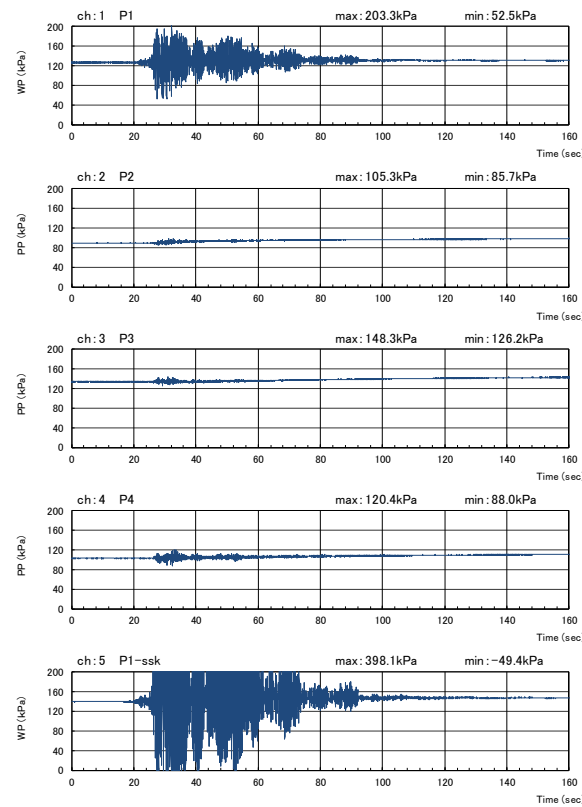 ch:1 P1 max:203.3kPa min:52.5kPa
200
160
120
80
40
0
WP (kPa)
0 20 40 60 80 100 120 140 160
Time (sec)
ch:2 P2 max:105.3kPa min:85.7kPa
200
160
120
80
40
0
PP (kPa)
0 20 40 60 80 100 120 140 160
Time (sec)
ch:3 P3 max:148.3kPa min:126.2kPa
200
160
120
80
40
0
PP (kPa)
0 20 40 60 80 100 120 140 160
Time (sec)
ch:4 P4 max:120.4kPa min:88.0kPa
200
160
120
80
40
0
PP (kPa)
0 20 40 60 80 100 120 140 160
Time (sec)
ch:5 P1-ssk max:398.1kPa min:-49.4kPa
200
160
120
80
40
0
WP (kPa)
0 20 40 60 80 100 120 140 160
Time (sec)